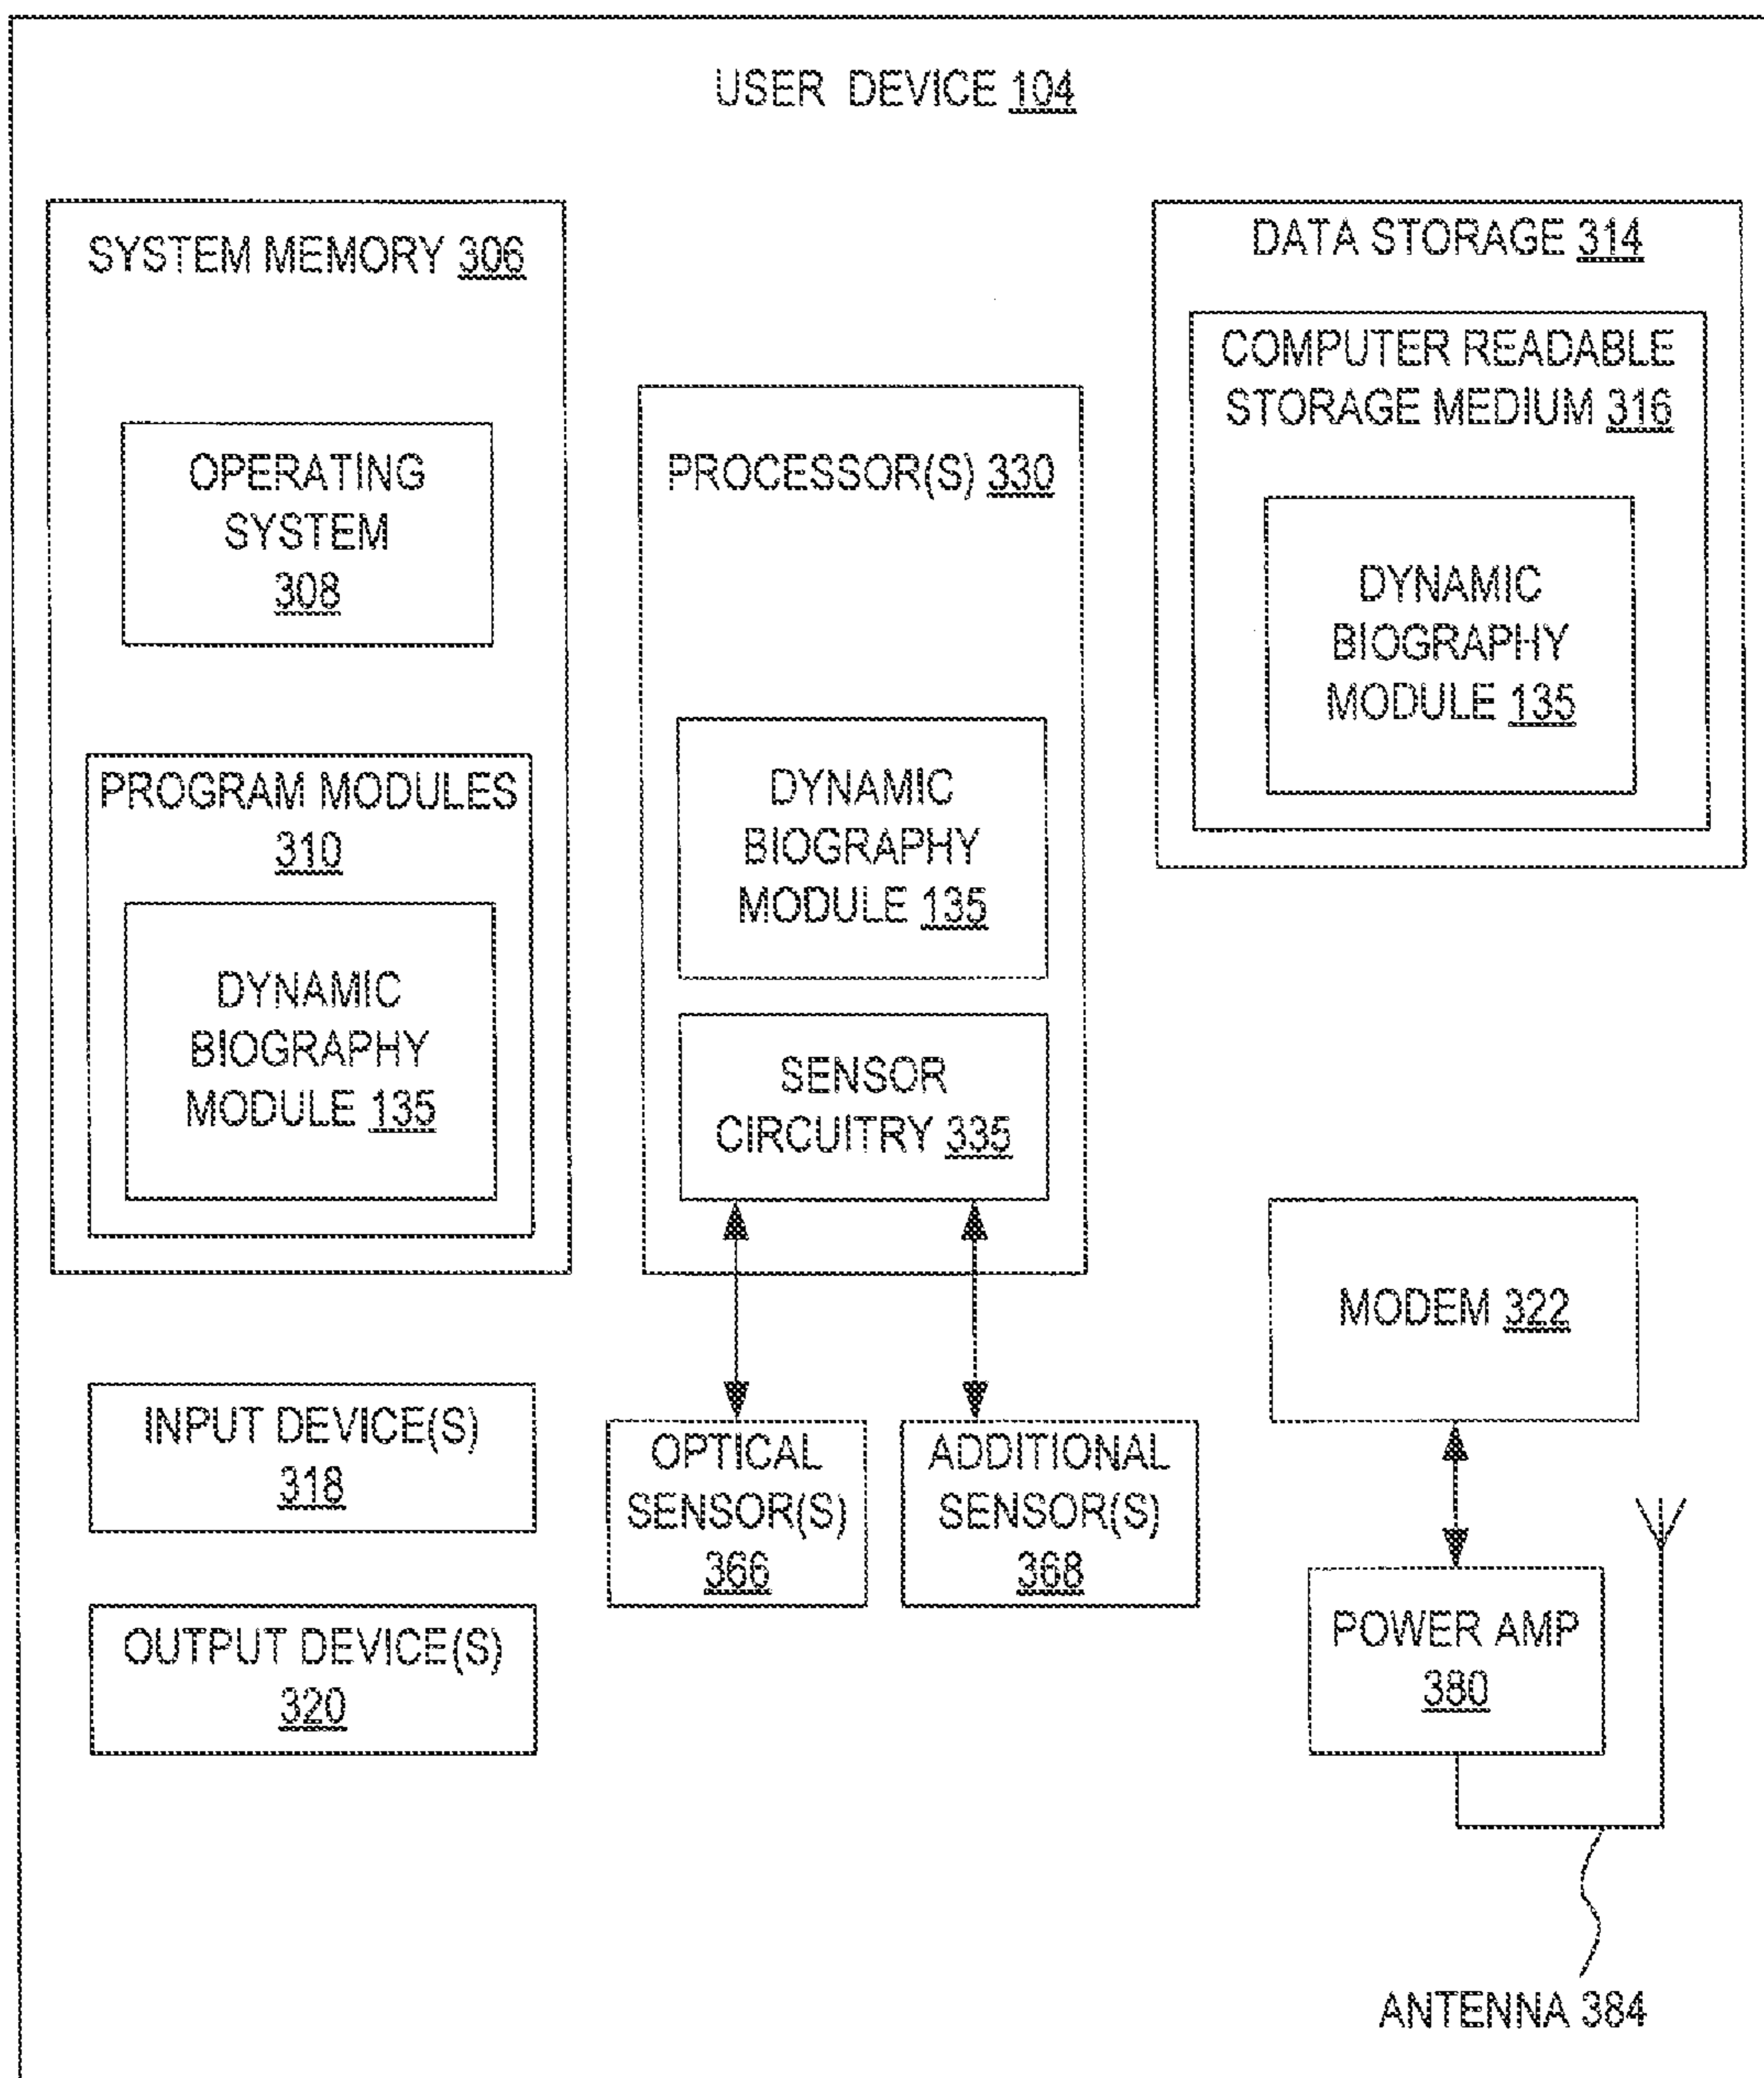 USER DEVICE 104
SYSTEM MEMORY 306
OPERATING
SYSTEM
308
PROGRAM MODULES
310
DYNAMIC
BIOGRAPHY
MODULE 135
PROCESSOR(S) 330
DYNAMIC
BIOGRAPHY
MODULE 135
SENSOR
CIRCUITRY 335
DATA STORAGE 314
COMPUTER READABLE
STORAGE MEDIUM 316
DYNAMIC
BIOGRAPHY
MODULE 135
INPUT DEVICE(S)
318
OUTPUT DEVICE(S)
320
OPTICAL
SENSOR(S)
366
ADDITIONAL
SENSOR(S)
368
MODEM 322
POWER AMP
380
ANTENNA 384